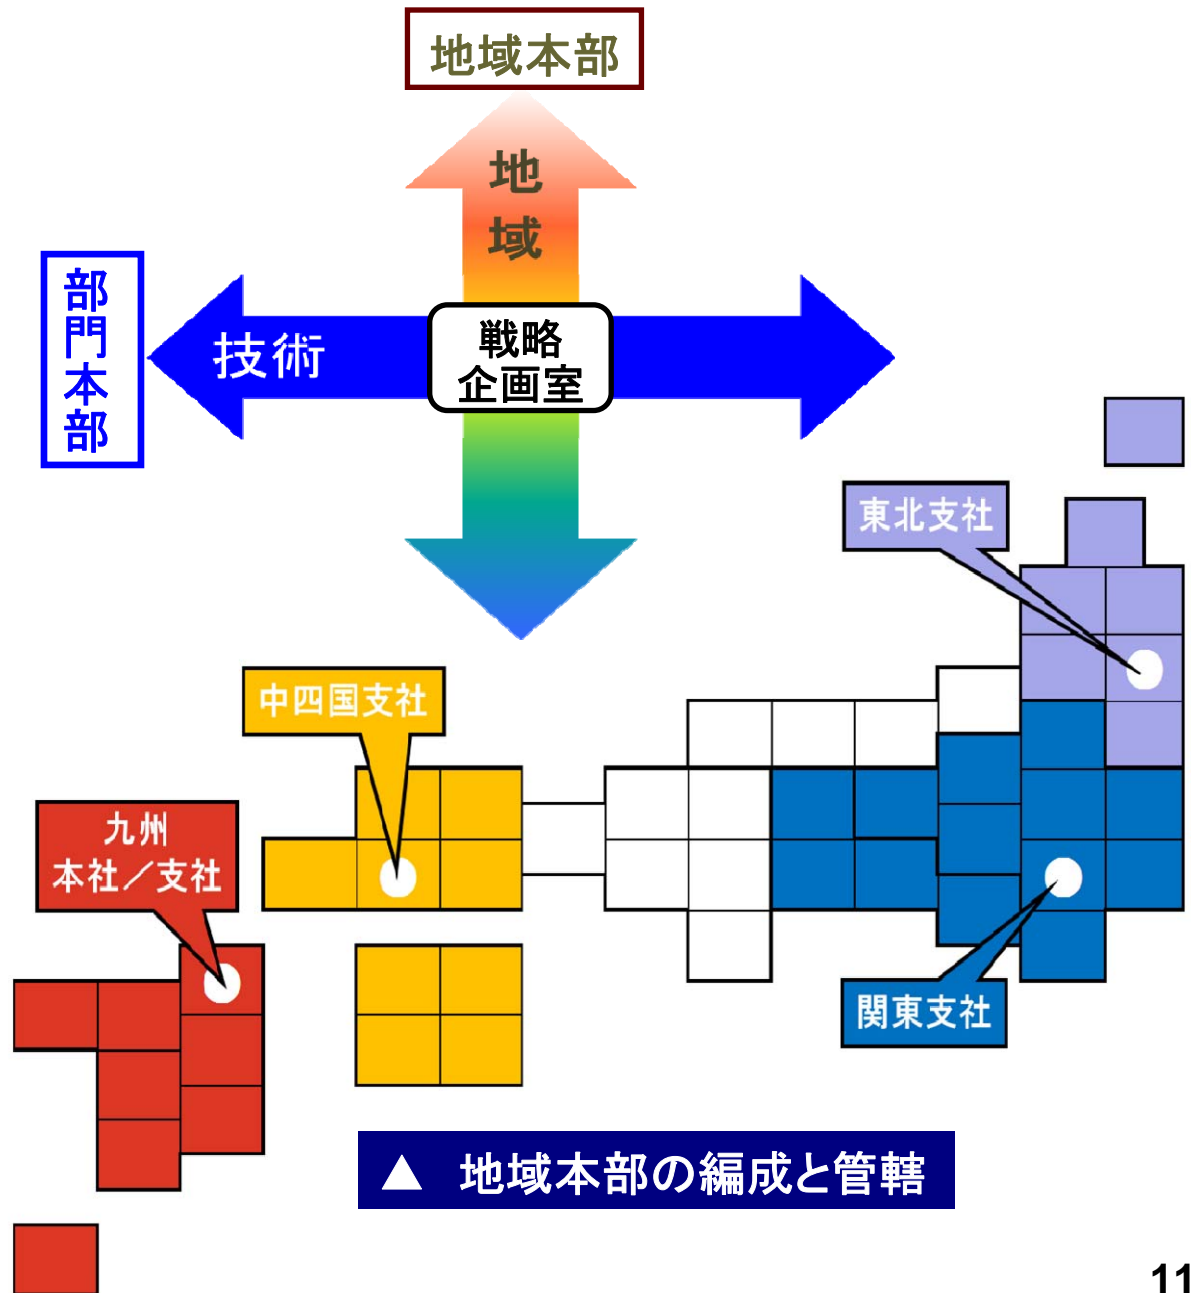 地域本部
地
域
部
門
本
部
技術
戦略
企画室
東北支社
中四国支社
九州
本社／支社
関東支社
▲ 地域本部の編成と管轄
11